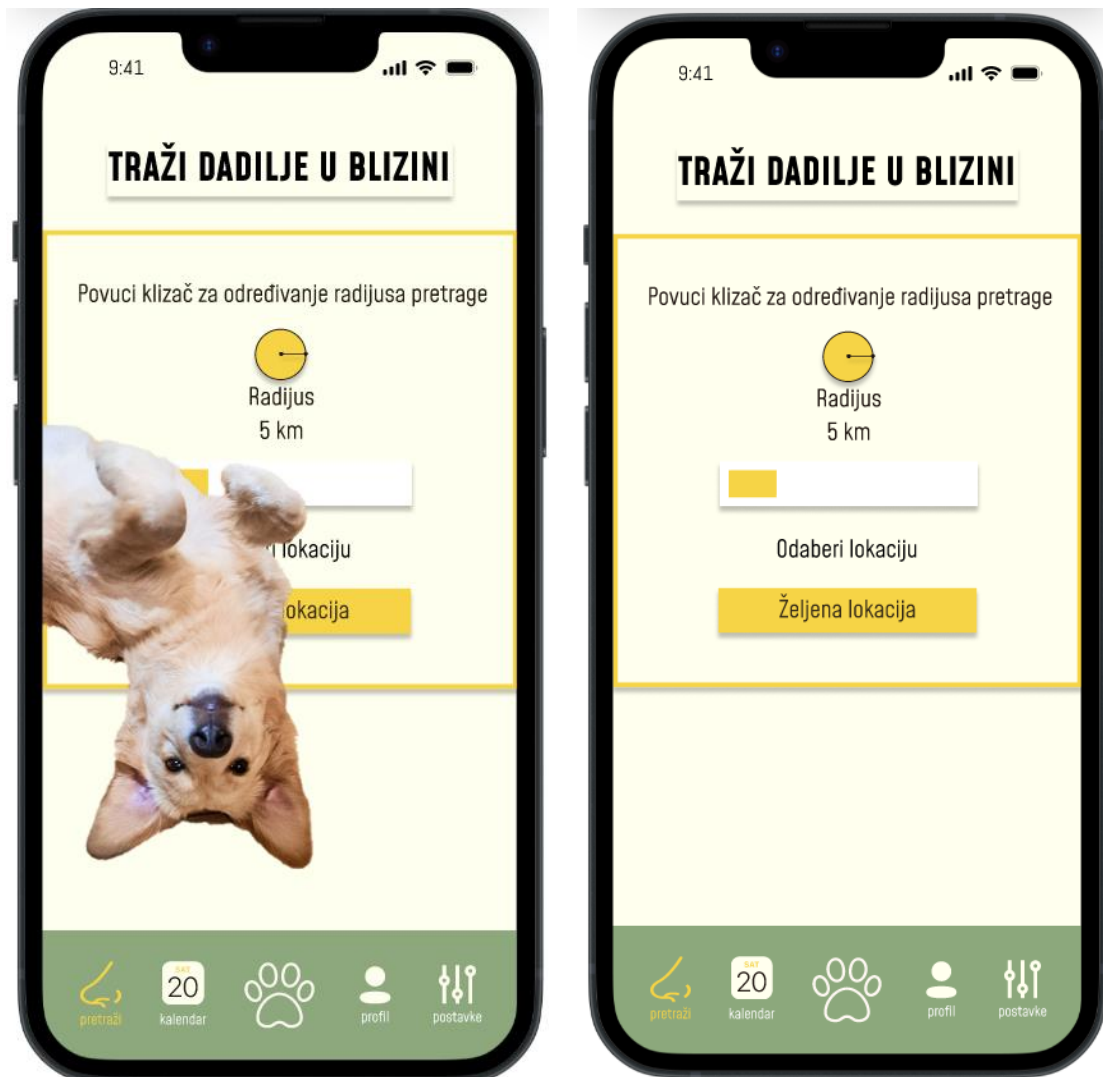 9:41
TRAŽI DADILJE U BLIZINI
Povuci klizač za određivanje radijusa pretrage
Radijus
5 km
lokaciju
okacija
pretraži
SAT
20
kalendar
profil
postavke
9:41
TRAŽI DADILJE U BLIZINI
Povuci klizač za određivanje radijusa pretrage
Radijus
5 km
Odaberi lokaciju
Željena lokacija
pretraži
SAT
20
kalendar
profil
postavke